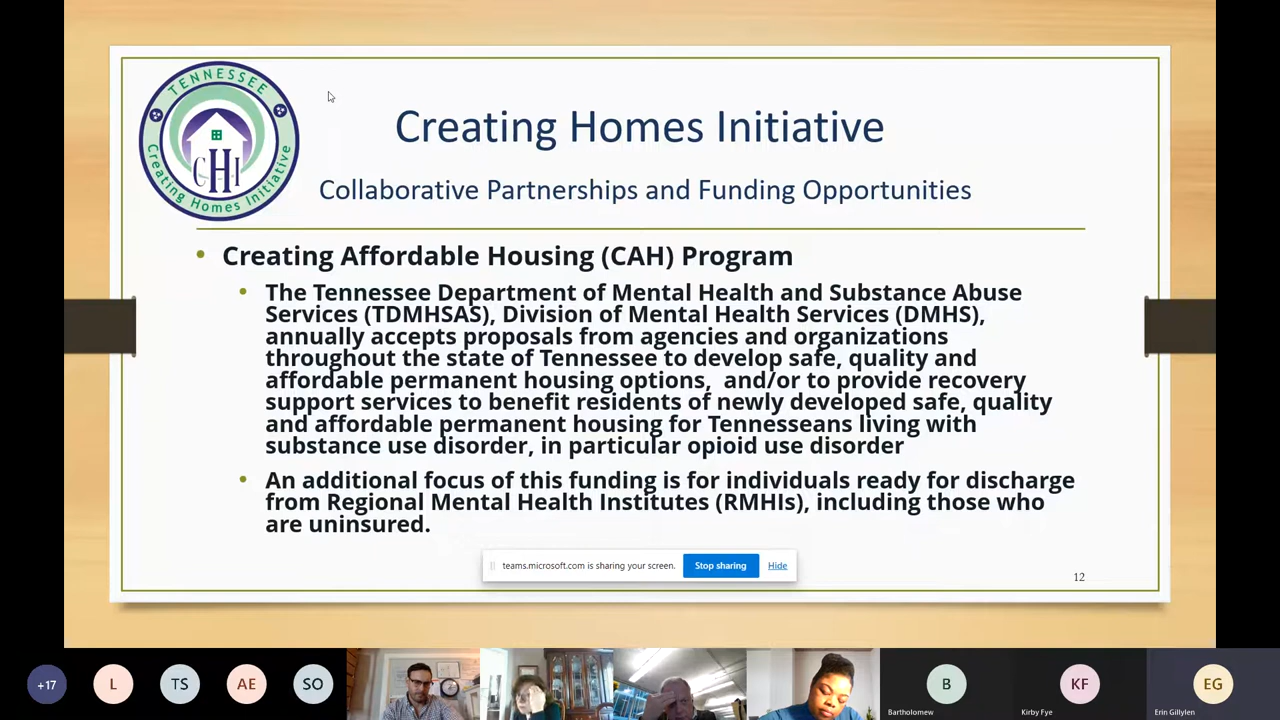 TENNESSEE
CHI
Creating Homes Initiative
Creating Homes Initiative
Collaborative Partnerships and Funding Opportunities
• Creating Affordable Housing (CAH) Program
• The Tennessee Department of Mental Health and Substance Abuse
Services (TDMHSAS), Division of Mental Health Services (DMHS),
annually accepts proposals from agencies and organizations
throughout the state of Tennessee to develop safe, quality and
affordable permanent housing options,  and/or to provide recovery
support services to benefit residents of newly developed safe, quality
and affordable permanent housing for Tennesseans living with
substance use disorder, in particular opioid use disorder
• An additional focus of this funding is for individuals ready for discharge
from Regional Mental Health Institutes (RMHIs), including those who
are uninsured.
teams.microsoft.com is sharing your screen. Stop sharing Hide
12
+17 L TS AE SO B KF EG
Bartholomew Kirby Fye Erin Gillylen